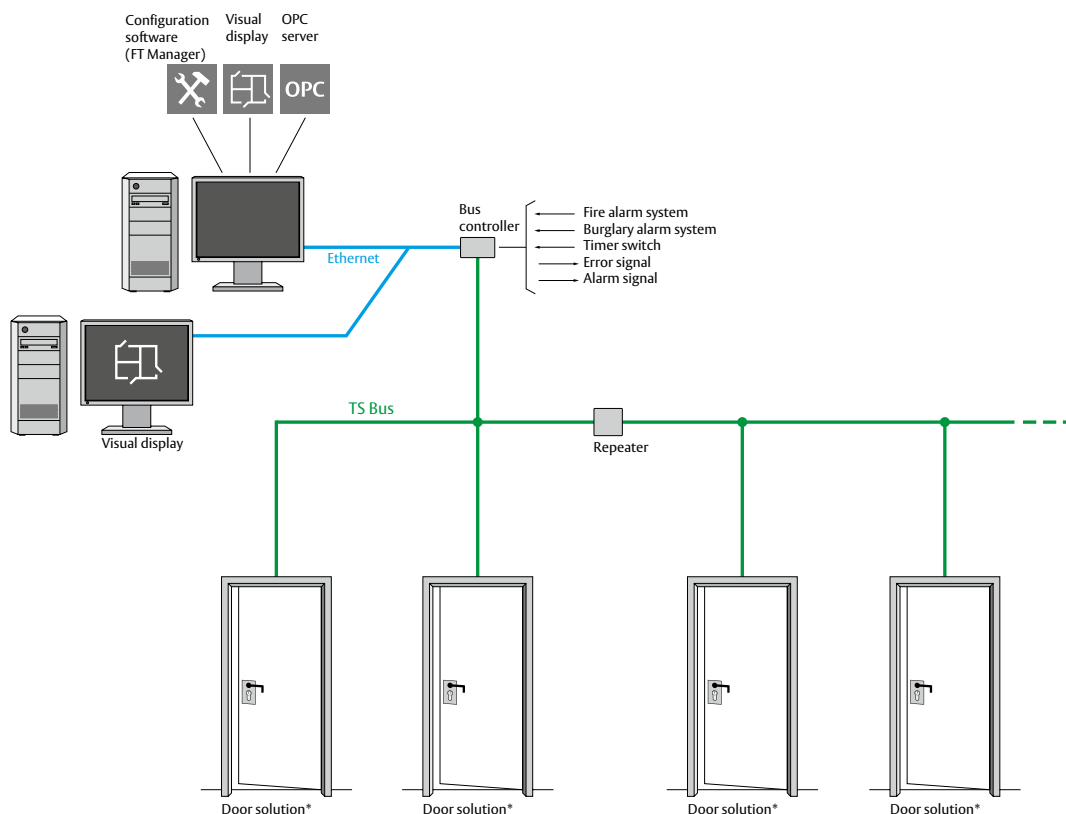 Configuration
software
(FT Manager)
Visual
display
OPC
server
OPC
Bus
controller
Fire alarm system
Burglary alarm system
Timer switch
Error signal
Alarm signal
Ethernet
TS Bus
Visual display
Repeater
Door solution*
Door solution*
Door solution*
Door solution*